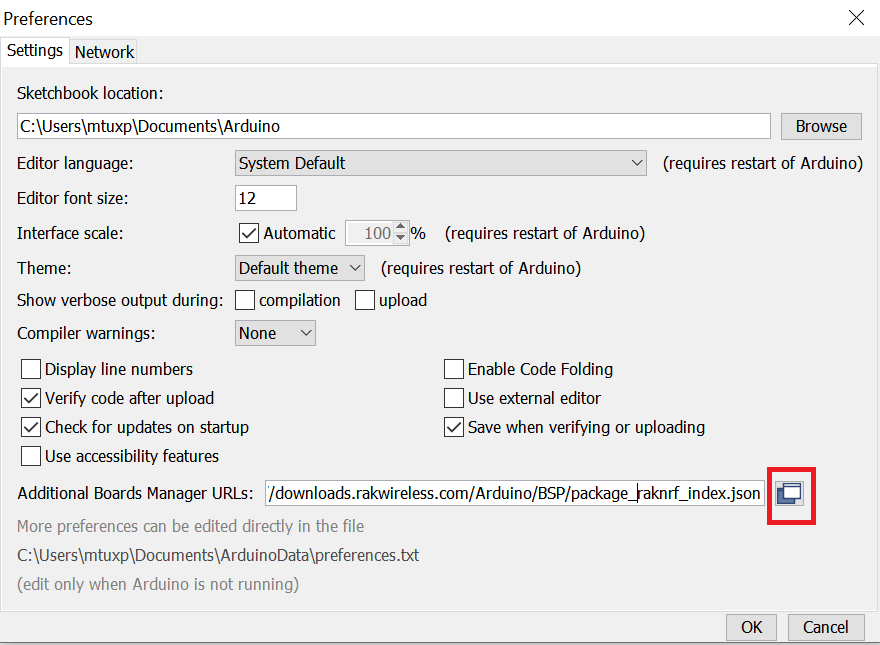 Preferences
Settings Network
Sketchbook location:
C:\Users\mtuxp\Documents\Arduino Browse
Editor language: System Default (requires restart of Arduino)
Editor font size: 12
Interface scale: Automatic 100 % (requires restart of Arduino)
Theme: Default theme (requires restart of Arduino)
Show verbose output during: compilation upload
Compiler warnings: None
Display line numbers Enable Code Folding
Verify code after upload Use external editor
Check for updates on startup Save when verifying or uploading
Use accessibility features
Additional Boards Manager URLs: /downloads.rakwireless.com/Arduino/BSP/package_raknrf_index.json
More preferences can be edited directly in the file
C:\Users\mtuxp\Documents\ArduinoData\preferences.txt
(edit only when Arduino is not running)
OK Cancel